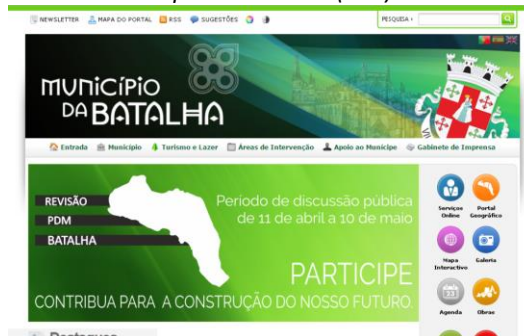 NEWSLETTER MAPA DO PORTAL RSS SUGESTÕES PESQUISA
MUNICÍPIO
DA BATALHA
Entrada Município Turismo e Lazer Áreas de Intervenção Apoio ao Munícipe Gabinete de Imprensa
REVISÃO
PDM
BATALHA
Período de discussão pública
de 11 de abril a 10 de maio
PARTICIPE
CONTRIBUA PARA A CONSTRUÇÃO DO NOSSO FUTURO.
Serviços Online
Portal Geográfico
Mapa Interactivo
Galeria
Agenda
Obras